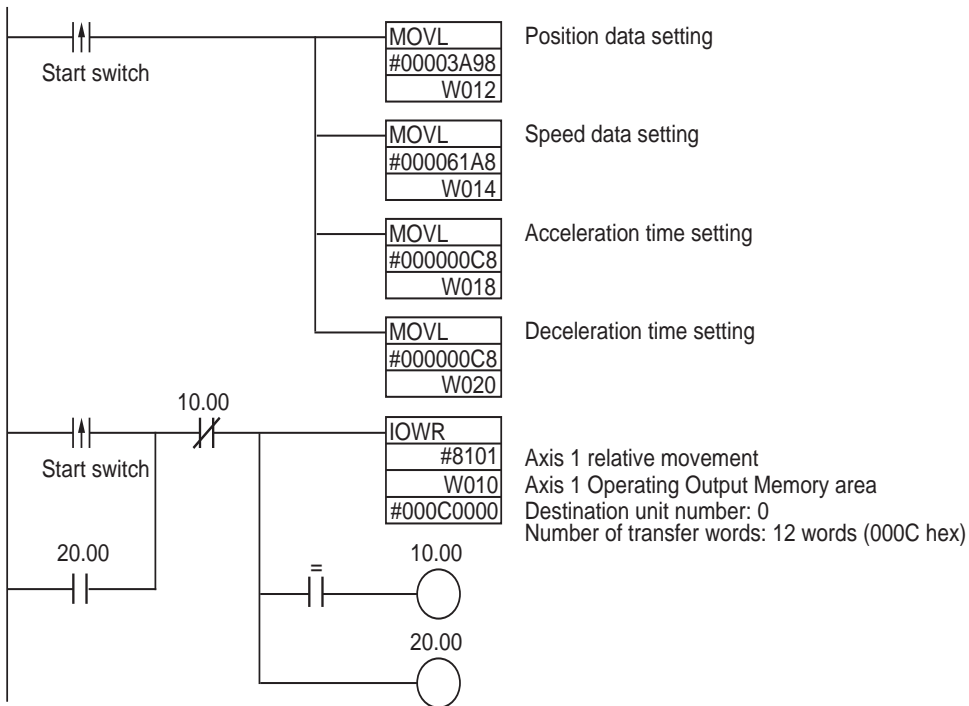 MOVL Position data setting
#00003A98
Start switch
W012
MOVL Speed data setting
#000061A8
W014
MOVL Acceleration time setting
#000000C8
W018
MOVL Deceleration time setting
#000000C8
W020
10.00
IOWR
#8101 Axis 1 relative movement
Start switch
W010 Axis 1 Operating Output Memory area
#000C0000 Destination unit number: 0
Number of transfer words: 12 words (000C hex)
20.00 10.00
=
20.00